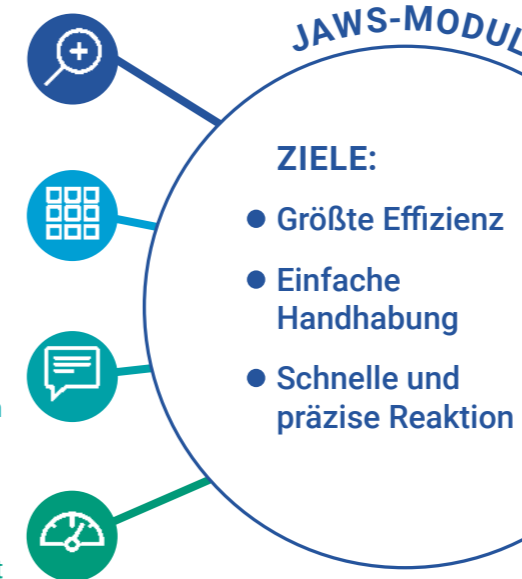 JAWS-MODUL
ZIELE:
● Größte Effizienz
● Einfache
Handhabung
● Schnelle und
präzise Reaktion